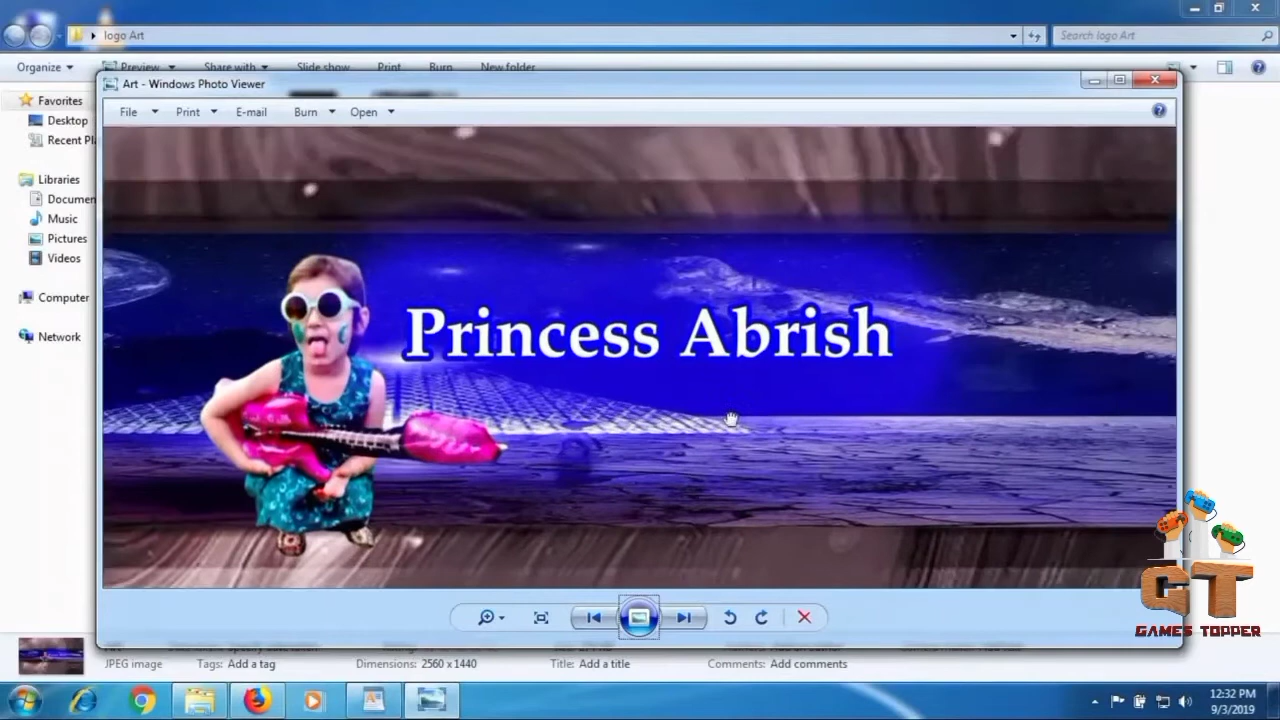 logo Art
Search logo Art
Organize
Preview
Share with
Slide show
Print
Burn
New folder
Art - Windows Photo Viewer
File
Print
E-mail
Burn
Open
Favorites
Desktop
Libraries
Music
Pictures
Videos
Computer
Network
Princess Abrish
GT
GAMES TOPPER
JPEG image
Tags: Add a tag
Dimensions: 2560 x 1440
Title: Add a title
Comments: Add comments
12:32 PM
9/3/2019